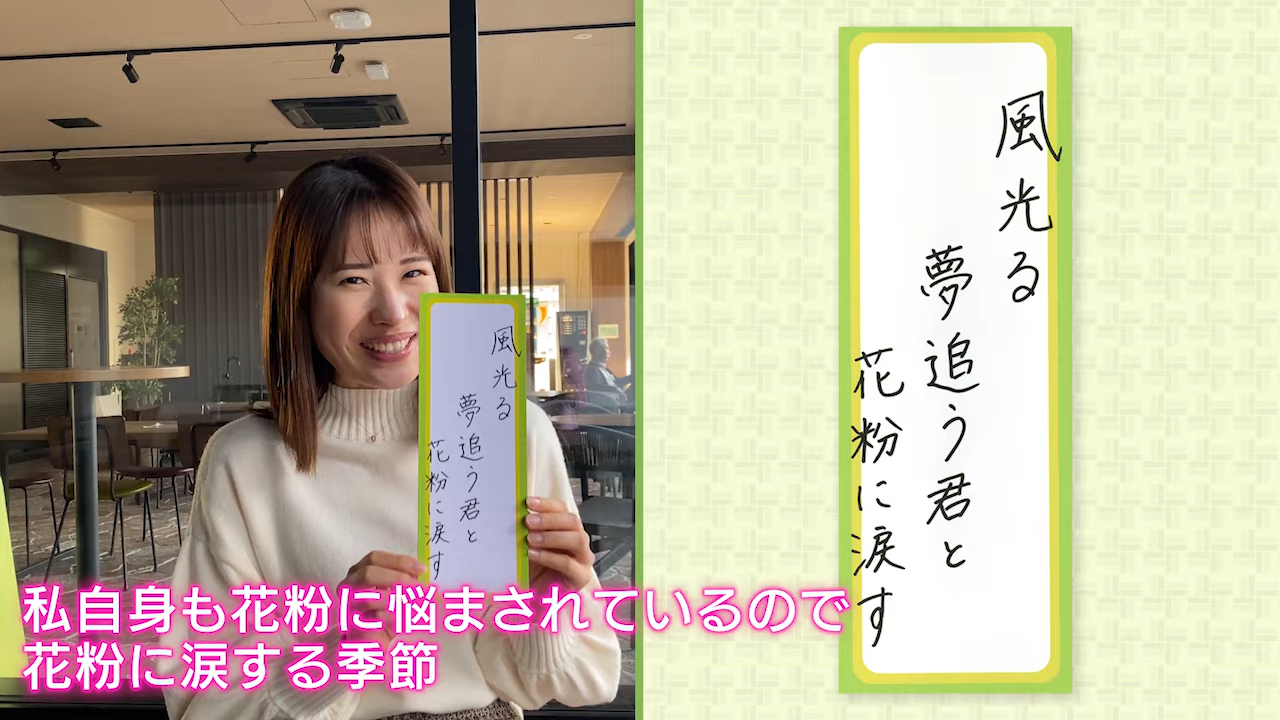 風光る
夢追う君と
花粉に涙す
風光る
夢追う君と
花粉に涙す
私自身も花粉に悩まされているので
花粉に涙する季節